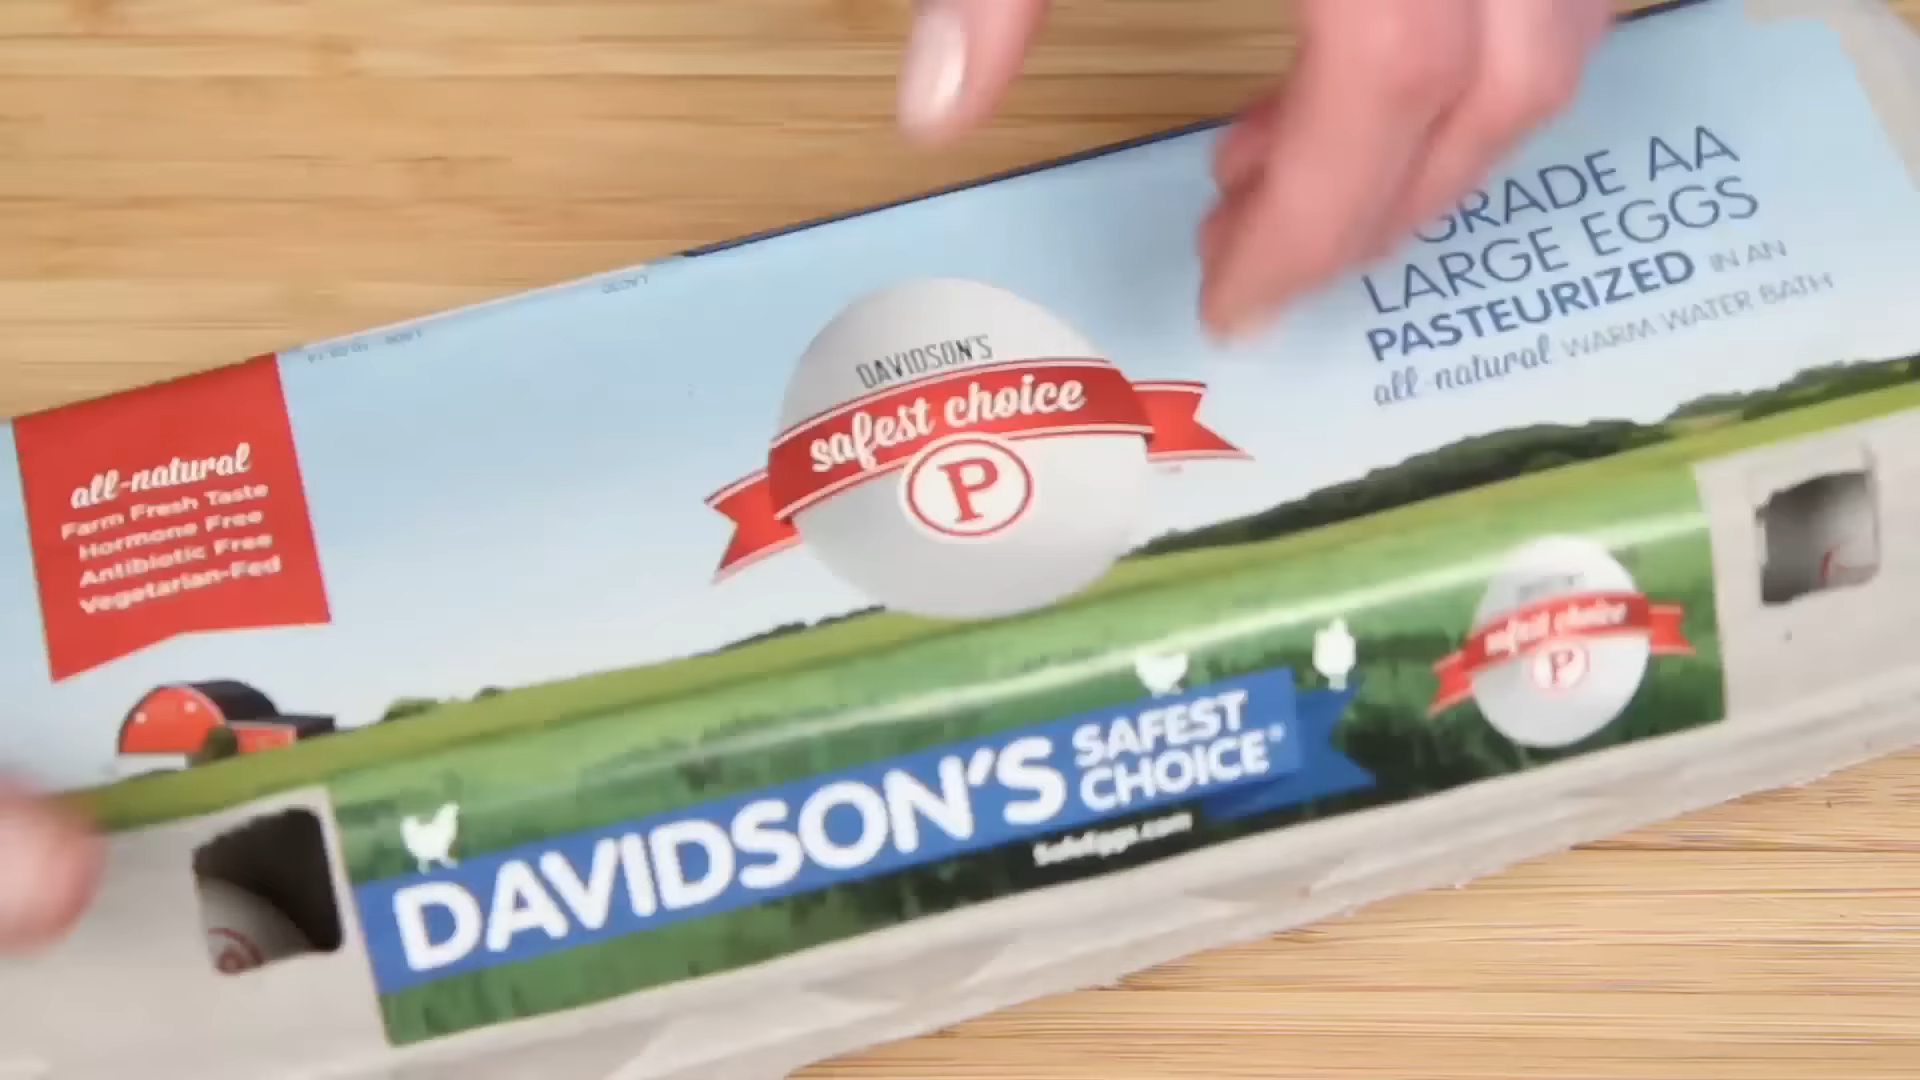 GRADE AA
LARGE EGGS
PASTEURIZED IN AN
all-natural WARM WATER BATH
DAVIDSON'S
safest choice
P
all-natural
Farm Fresh Taste
Hormone Free
Antibiotic Free
Vegetarian-Fed
safest choice
P
DAVIDSON'S SAFEST
CHOICE
SafeEggs.com